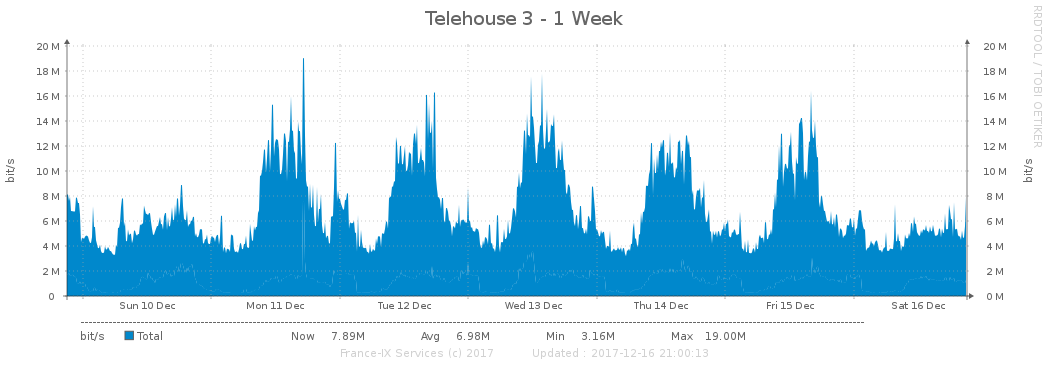 Telehouse 3 - 1 Week
RRDTOOL / TOBI OETIKER
20 M 20 M
18 M 18 M
16 M 16 M
14 M 14 M
12 M 12 M
10 M 10 M
8 M 8 M
6 M 6 M
4 M 4 M
2 M 2 M
0 0 M
bit/s
bit/s
Sun 10 Dec Mon 11 Dec Tue 12 Dec Wed 13 Dec Thu 14 Dec Fri 15 Dec Sat 16 Dec
bit/s Total Now 7.89M Avg 6.98M Min 3.16M Max 19.00M
France-IX Services (c) 2017 Updated : 2017-12-16 21:00:13